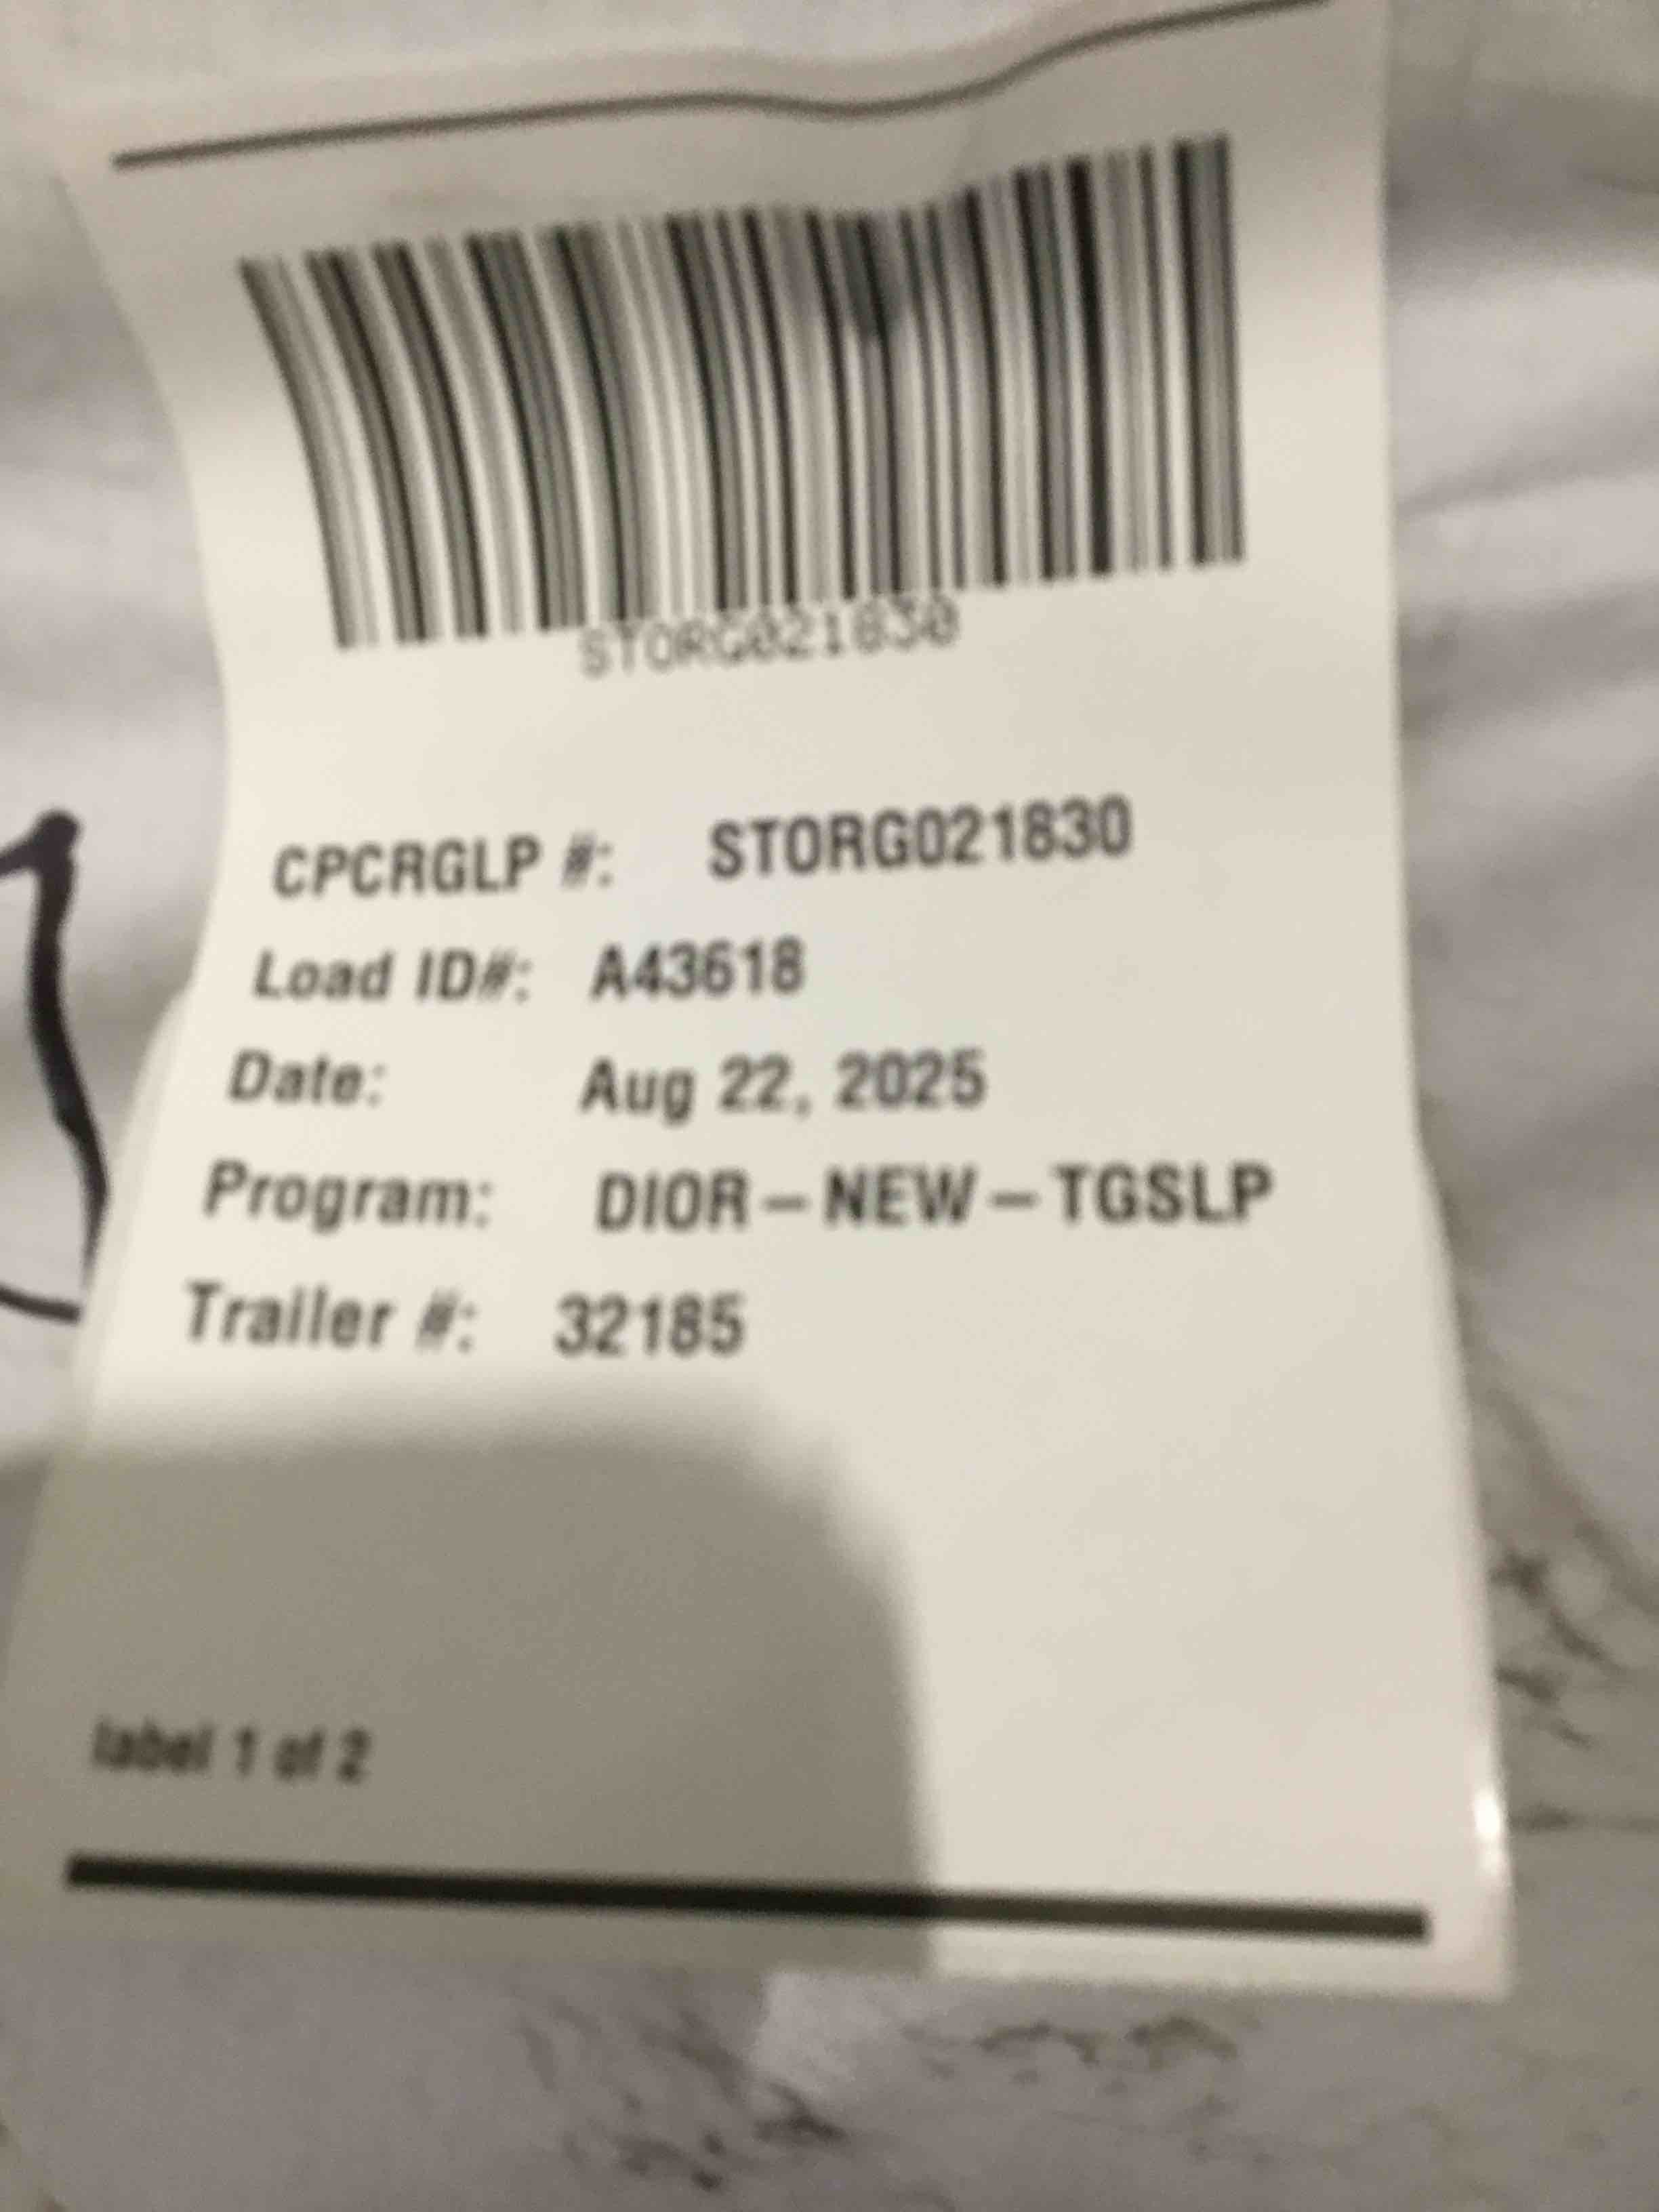 STORG021830
CPCRGLP #: STORG021830
Load ID#: A43618
Date: Aug 22, 2025
Program: DIOR-NEW-TGSLP
Trailer #: 32185
label 1 of 2